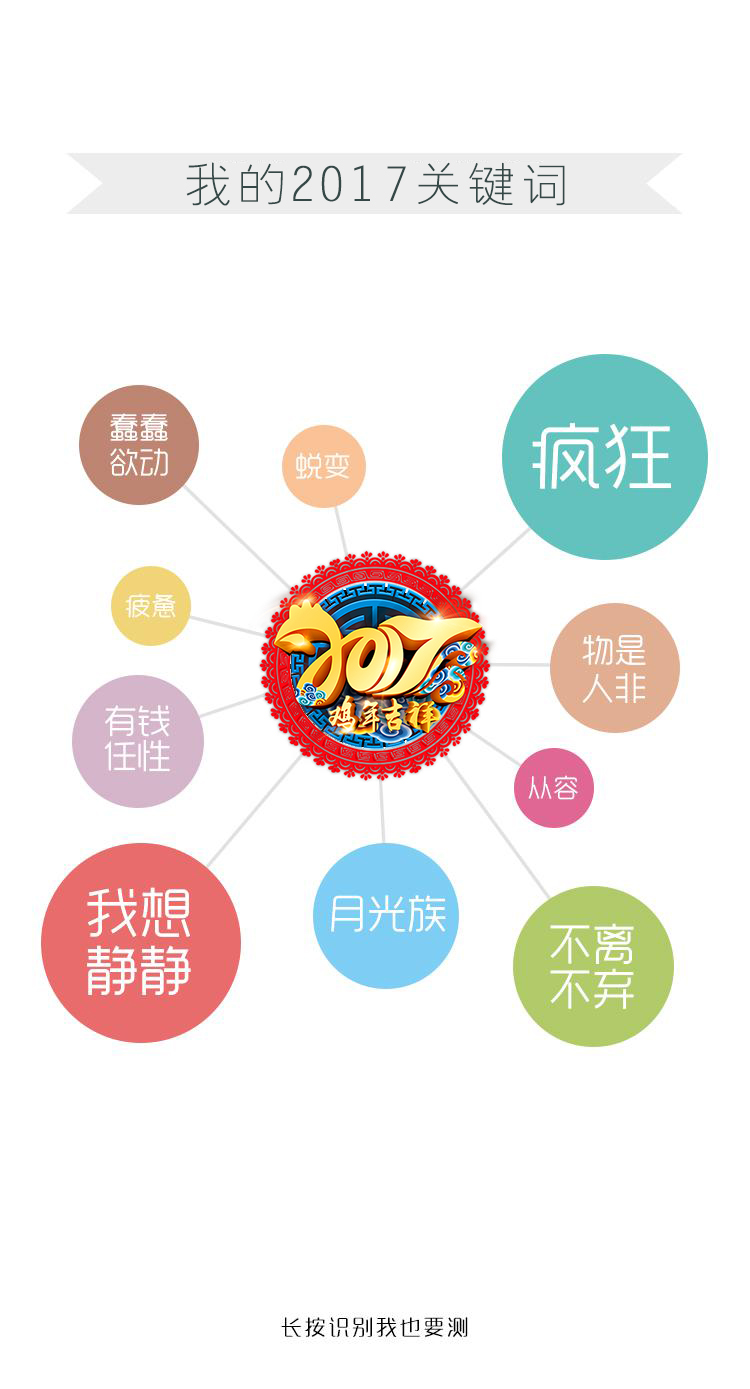 我的2017关键词
疯狂
蠢蠢
欲动
蜕变
疲惫
物是
人非
2017
鸡年吉祥
有钱
任性
从容
我想
静静
月光族
不离
不弃
长按识别我也要测